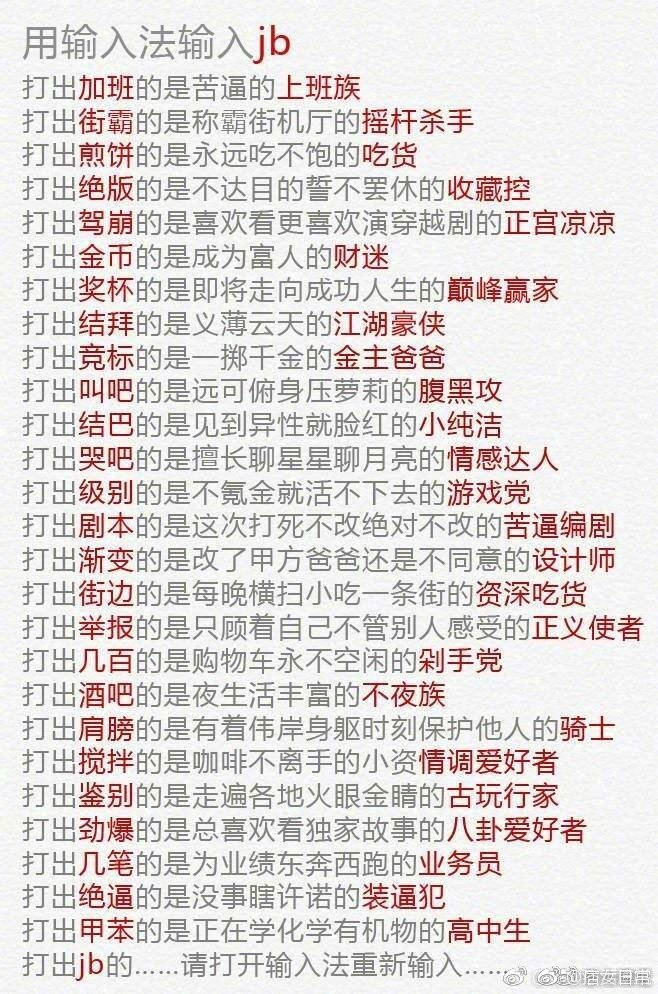 用输入法输入jb
打出加班的是苦逼的上班族
打出街霸的是称霸街机厅的摇杆杀手
打出煎饼的是永远吃不饱的吃货
打出绝版的是不达目的誓不罢休的收藏控
打出驾崩的是喜欢看更喜欢演穿越剧的正宫凉凉
打出金币的是成为富人的财迷
打出奖杯的是即将走向成功人生的巅峰赢家
打出结拜的是义薄云天的江湖豪侠
打出竞标的是一掷千金的金主爸爸
打出叫吧的是远可俯身压萝莉的腹黑攻
打出结巴的是见到异性就脸红的小纯洁
打出哭吧的是擅长聊星星聊月亮的情感达人
打出级别的是不氪金就活不下去的游戏党
打出剧本的是这次打死不改绝对不改的苦逼编剧
打出渐变的是改了甲方爸爸还是不同意的设计师
打出街边的是每晚横扫小吃一条街的资深吃货
打出举报的是只顾着自己不管别人感受的正义使者
打出几百的是购物车永不空闲的剁手党
打出酒吧的是夜生活丰富的不夜族
打出肩膀的是有着伟岸身躯时刻保护他人的骑士
打出搅拌的是咖啡不离手的小资情调爱好者
打出鉴别的是走遍各地火眼金睛的古玩行家
打出劲爆的是总喜欢看独家故事的八卦爱好者
打出几笔的是为业绩东奔西跑的业务员
打出绝逼的是没事瞎许诺的装逼犯
打出甲苯的是正在学化学有机物的高中生
打出jb的……请打开输入法重新输入……